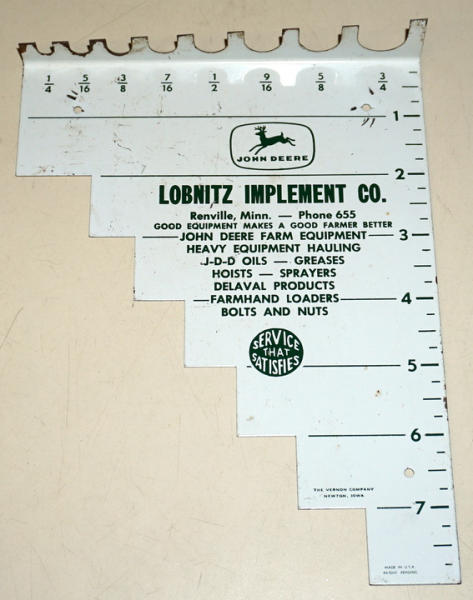 1/4 5/16 3/8 7/16 1/2 9/16 5/8 3/4
1
JOHN DEERE
2
LOBNITZ IMPLEMENT CO.
Renville, Minn. — Phone 655
GOOD EQUIPMENT MAKES A GOOD FARMER BETTER
JOHN DEERE FARM EQUIPMENT
3
HEAVY EQUIPMENT HAULING
J-D-D OILS — GREASES
HOISTS — SPRAYERS
DELAVAL PRODUCTS
FARMHAND LOADERS
4
BOLTS AND NUTS
SERVICE
THAT
SATISFIES
5
6
THE VERNON COMPANY
NEWTON, IOWA
7
MADE IN U.S.A.
PATENT PENDING